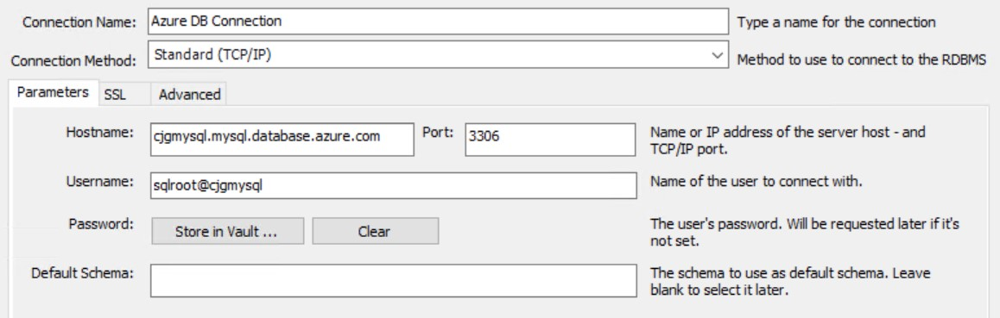 Connection Name: Azure DB Connection Type a name for the connection
Connection Method: Standard (TCP/IP) Method to use to connect to the RDBMS
Parameters SSL Advanced
Hostname: cjgmysql.mysql.database.azure.com Port: 3306 Name or IP address of the server host - and
TCP/IP port.
Username: sqlroot@cjgmysql Name of the user to connect with.
Password: Store in Vault ... Clear The user's password. Will be requested later if it's
not set.
Default Schema: The schema to use as default schema. Leave
blank to select it later.